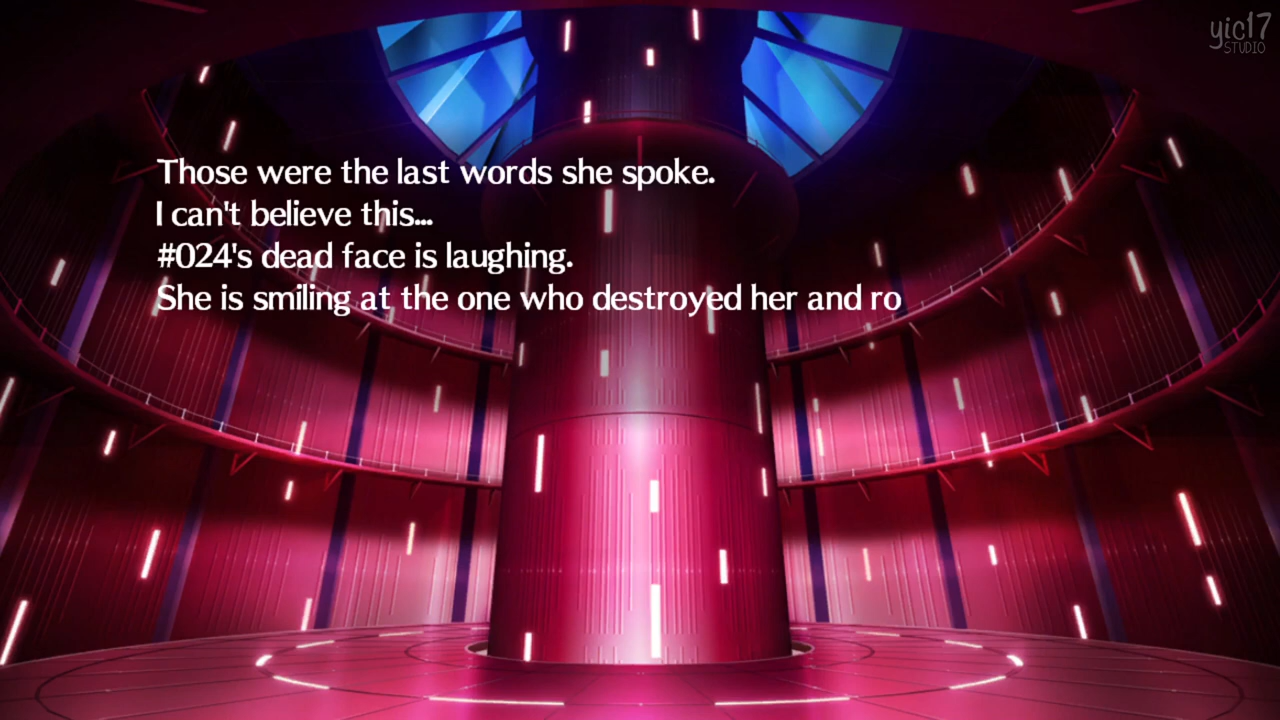 yic17
STUDIO
Those were the last words she spoke.
I can't believe this...
#024's dead face is laughing.
She is smiling at the one who destroyed her and ro